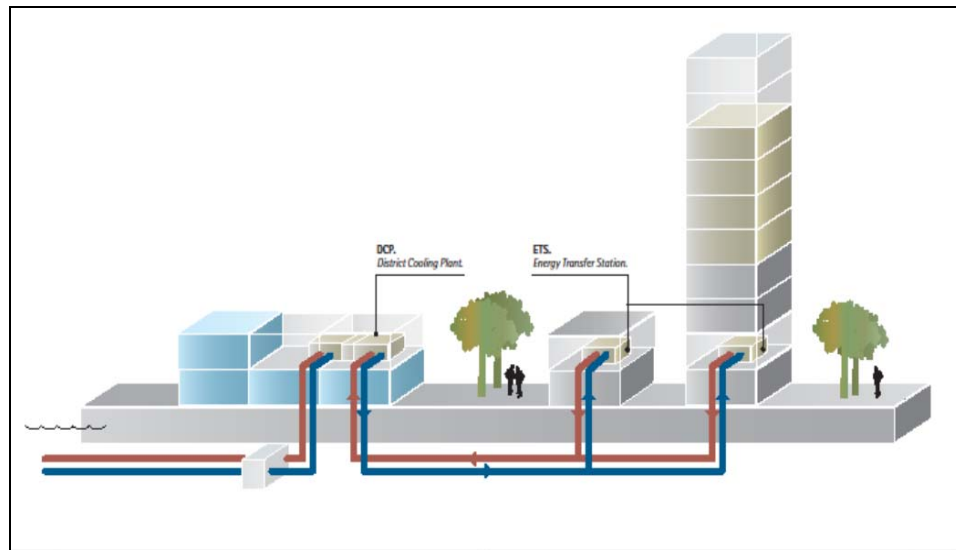 DCP.
District Cooling Plant.
ETS.
Energy Transfer Station.